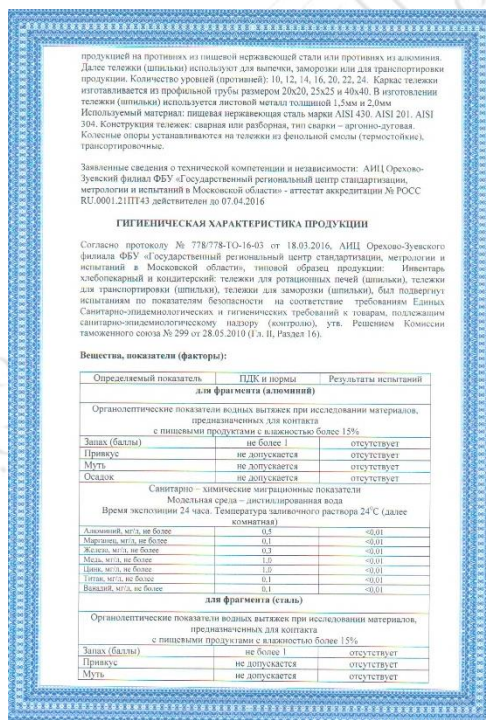 продукцией на противнях из пищевой нержавеющей стали или противнях из алюминия.
Далее тележки (шпильки) используют для выпечки, заморозки или для транспортировки
продукции. Количество уровней (противней): 10, 12, 14, 16, 20, 22, 24. Каркас тележки
изготавливается из профильной трубы размером 20х20, 25х25 и 40х40. В изготовлении
тележки (шпильки) используется листовой металл толщиной 1,5мм и 2,0мм
Используемый материал: пищевая нержавеющая сталь марки AISI 430. AISI 201. AISI
304. Конструкция тележек: сварная или разборная, тип сварки – аргонно-дуговая.
Колесные опоры устанавливаются на тележки из фенольной смолы (термостойкие),
транспортировочные.
Заявленные сведения о технической компетенции и независимости: АИЦ Орехово-
Зуевский филиал ФБУ «Государственный региональный центр стандартизации,
метрологии и испытаний в Московской области» - аттестат аккредитации № РОСС
RU.0001.21ПТ43 действителен до 07.04.2016
ГИГИЕНИЧЕСКАЯ ХАРАКТЕРИСТИКА ПРОДУКЦИИ
Согласно протоколу № 778/778-ТО-16-03 от 18.03.2016, АИЦ Орехово-Зуевского
филиала ФБУ «Государственный региональный центр стандартизации, метрологии и
испытаний в Московской области», типовой образец продукции: Инвентарь
хлебопекарный и кондитерский: тележки для ротационных печей (шпильки), тележки
для транспортировки (шпильки), тележки для заморозки (шпильки), был подвергнут
испытаниям по показателям безопасности на соответствие требованиям Единых
Санитарно-эпидемиологических и гигиенических требований к товарам, подлежащим
санитарно-эпидемиологическому надзору (контролю), утв. Решением Комиссии
таможенного союза № 299 от 28.05.2010 (Гл. II, Раздел 16).
Вещества, показатели (факторы):
Определяемый показатель ПДК и нормы Результаты испытаний
для фрагмента (алюминий)
Органолептические показатели водных вытяжек при исследовании материалов,
предназначенных для контакта
с пищевыми продуктами с влажностью более 15%
Запах (баллы) не более 1 отсутствует
Привкус не допускается отсутствует
Муть не допускается отсутствует
Осадок не допускается отсутствует
Санитарно – химические миграционные показатели
Модельная среда – дистиллированная вода
Время экспозиции 24 часа. Температура заливочного раствора 24°С (далее
комнатная)
Алюминий, мг/л, не более 0,5 <0,01
Марганец, мг/л, не более 0,1 <0,01
Железо, мг/л, не более 0,3 <0,01
Медь, мг/л, не более 1,0 <0,01
Цинк, мг/л, не более 1,0 <0,01
Титан, мг/л, не более 0,1 <0,01
Ванадий, мг/л, не более 0,1 <0,01
для фрагмента (сталь)
Органолептические показатели водных вытяжек при исследовании материалов,
предназначенных для контакта
с пищевыми продуктами с влажностью более 15%
Запах (баллы) не более 1 отсутствует
Привкус не допускается отсутствует
Муть не допускается отсутствует